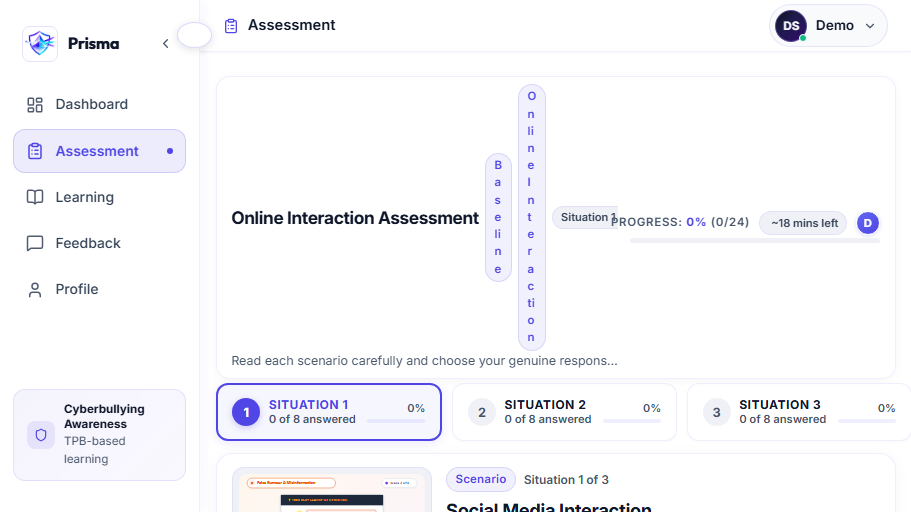 Prisma
Dashboard
Assessment
Learning
Feedback
Profile
Cyberbullying
Awareness
TPB-based
learning
Assessment
DS Demo
Online Interaction Assessment
Baseline
Online Interaction
Situation 1
PROGRESS: 0% (0/24)
~18 mins left
D
Read each scenario carefully and choose your genuine respons...
1 SITUATION 1
0 of 8 answered
0%
2 SITUATION 2
0 of 8 answered
0%
3 SITUATION 3
0 of 8 answered
0%
False Rumour & Misinformation
Scenario Situation 1 of 3
Social Media Interaction